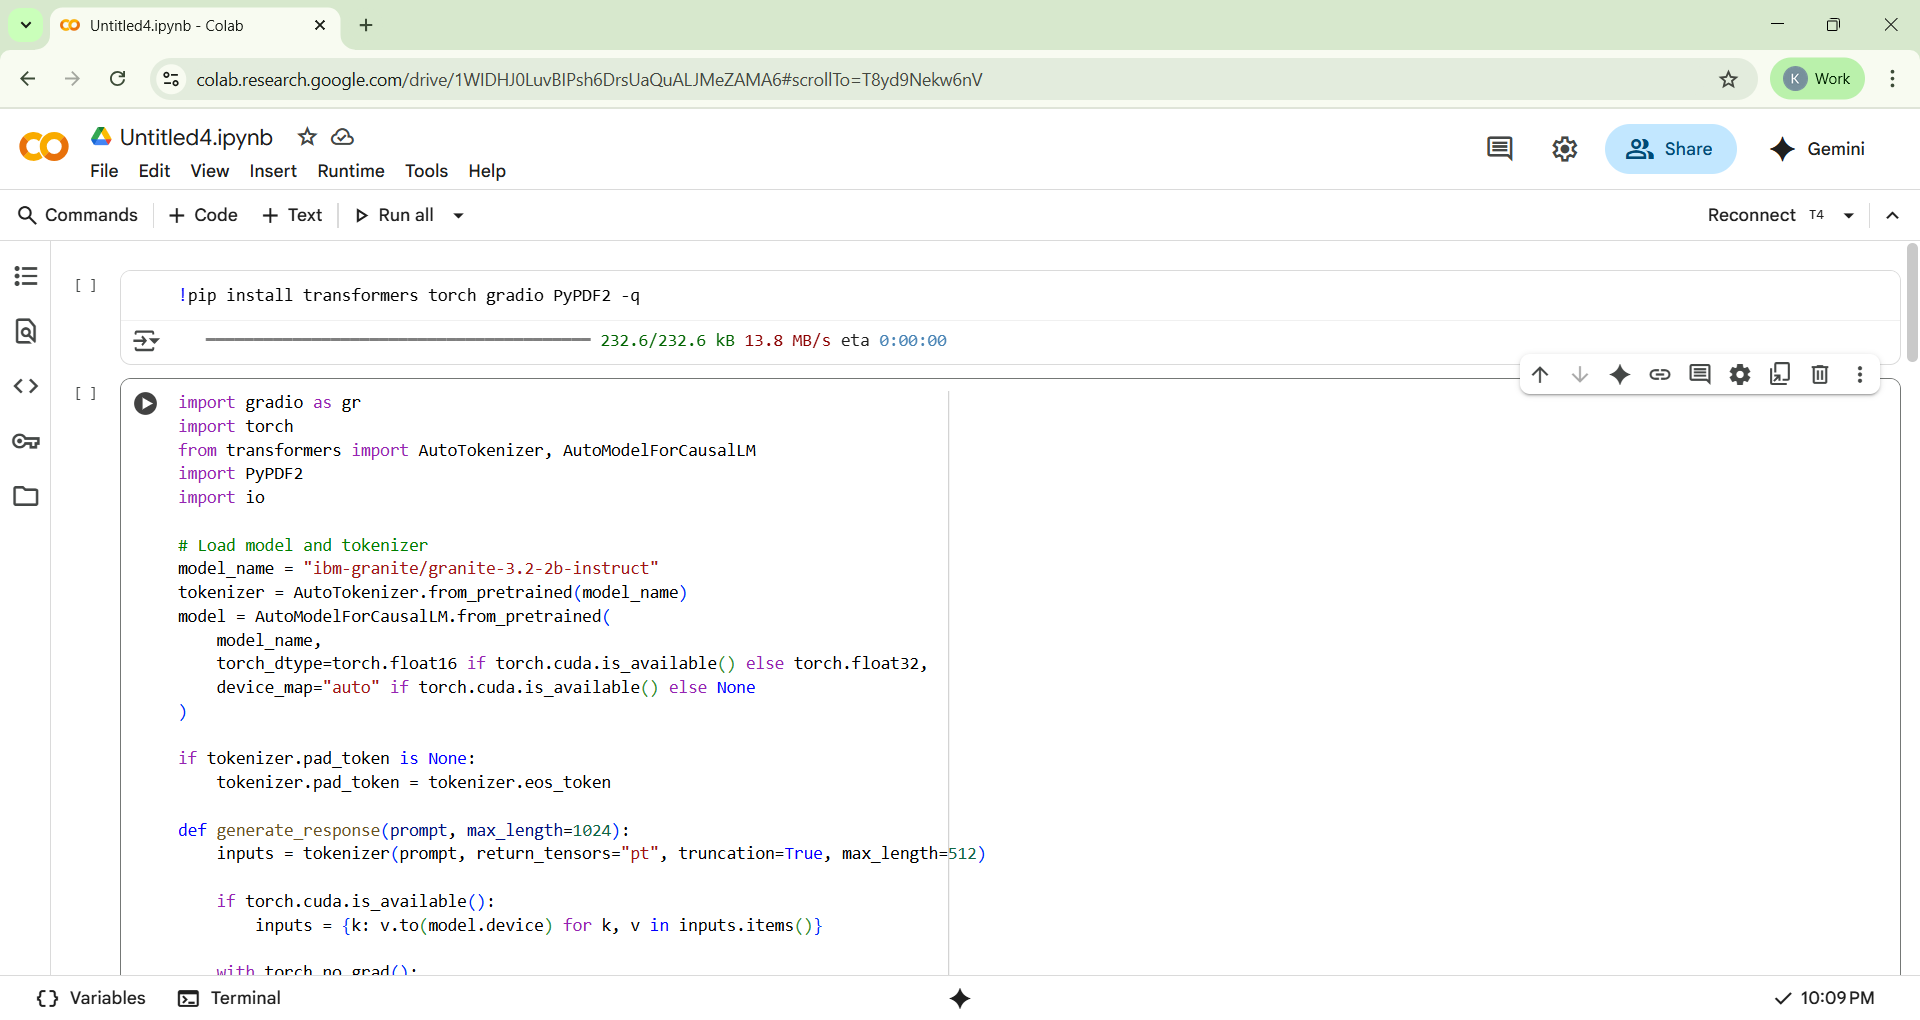 Untitled4.ipynb - Colab
colab.research.google.com/drive/1WIDHJ0LuvBIPsh6DrsUaQuALJMeZAMA6#scrollTo=T8yd9Nekw6nV
K Work
Untitled4.ipynb
Share
Gemini
File Edit View Insert Runtime Tools Help
Commands + Code + Text Run all
Reconnect T4
[ ]
!pip install transformers torch gradio PyPDF2 -q
232.6/232.6 kB 13.8 MB/s eta 0:00:00
[ ]
import gradio as gr
import torch
from transformers import AutoTokenizer, AutoModelForCausalLM
import PyPDF2
import io
# Load model and tokenizer
model_name = "ibm-granite/granite-3.2-2b-instruct"
tokenizer = AutoTokenizer.from_pretrained(model_name)
model = AutoModelForCausalLM.from_pretrained(
    model_name,
    torch_dtype=torch.float16 if torch.cuda.is_available() else torch.float32,
    device_map="auto" if torch.cuda.is_available() else None
)
if tokenizer.pad_token is None:
    tokenizer.pad_token = tokenizer.eos_token
def generate_response(prompt, max_length=1024):
    inputs = tokenizer(prompt, return_tensors="pt", truncation=True, max_length=512)
    if torch.cuda.is_available():
        inputs = {k: v.to(model.device) for k, v in inputs.items()}
    with torch.no_grad():
{} Variables
Terminal
10:09 PM